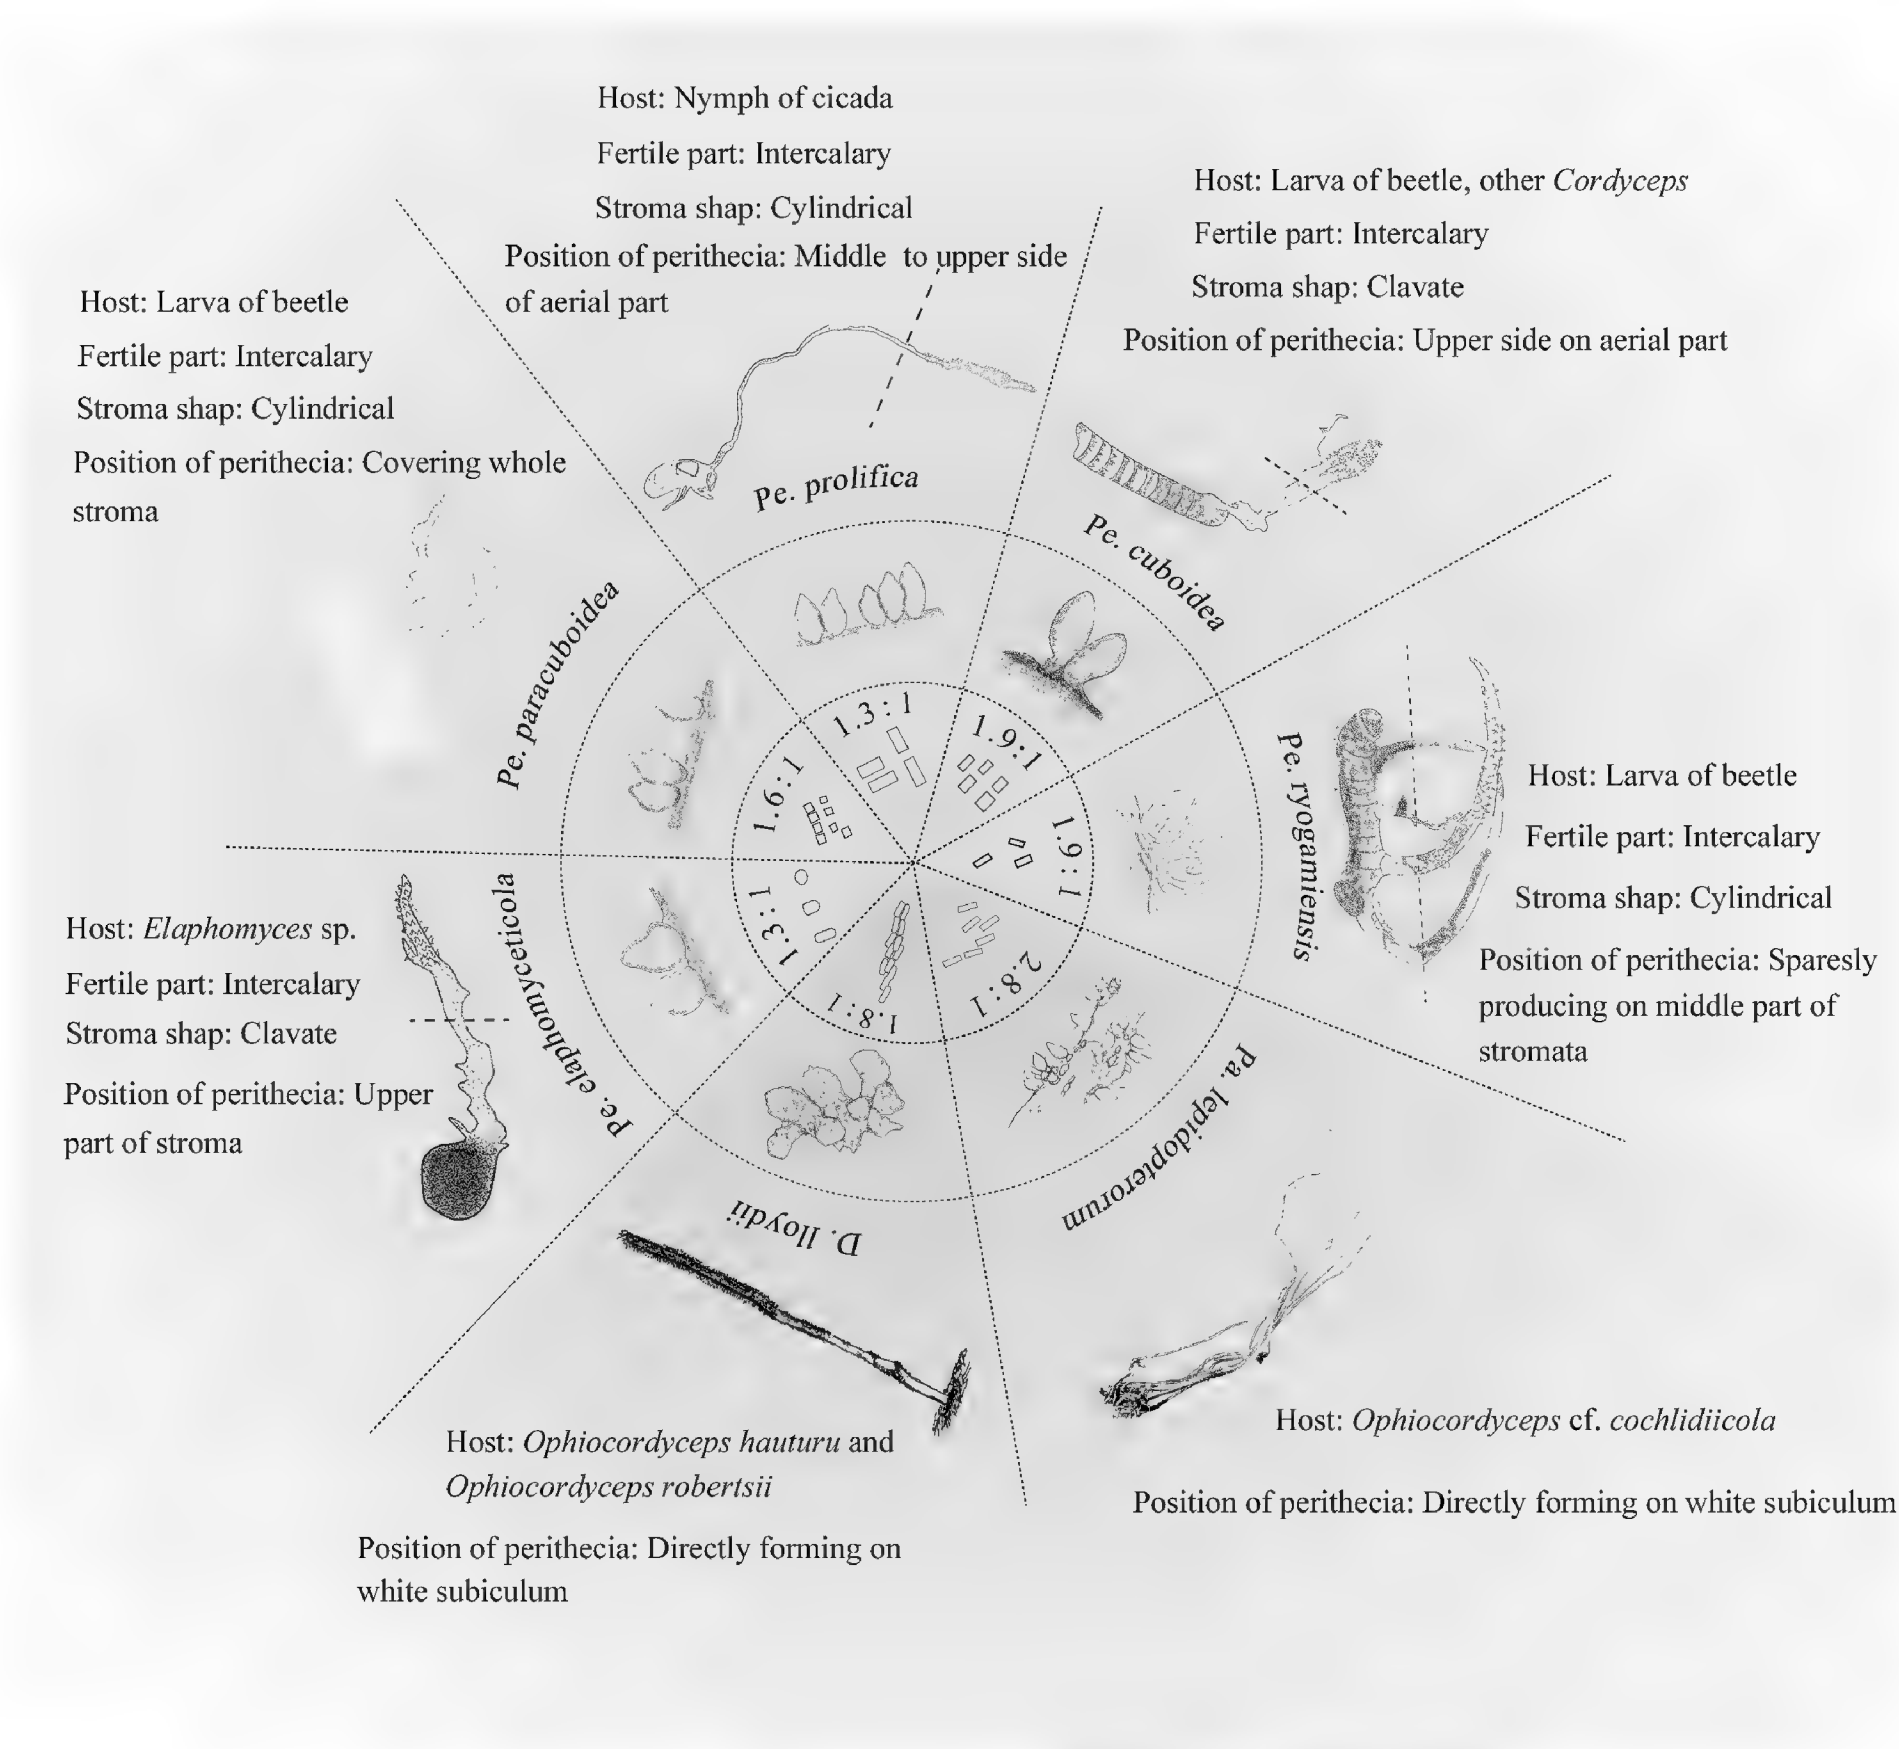 Host: Nymph of cicada
Fertile part: Intercalary
Stroma shap: Cylindrical
Position of perithecia: Middle to upper side
of aerial part
Pe. prolifica
1.3 : 1
Host: Larva of beetle, other Cordyceps
Fertile part: Intercalary
Stroma shap: Clavate
Position of perithecia: Upper side on aerial part
Pe. cuboidea
1.9:1
Host: Larva of beetle
Fertile part: Intercalary
Stroma shap: Cylindrical
Position of perithecia: Sparesly
producing on middle part of
stromata
Pe. ryogamiensis
1.9:1
Host: Ophiocordyceps cf. cochlidiicola
Position of perithecia: Directly forming on white subiculum
Pa. lepidopterorum
2.8:1
Host: Ophiocordyceps hauturu and
Ophiocordyceps robertsii
Position of perithecia: Directly forming on
white subiculum
D. lloydii
1.8:1
Host: Elaphomyces sp.
Fertile part: Intercalary
Stroma shap: Clavate
Position of perithecia: Upper
part of stroma
Pe. elaphomyceticola
1.3:1
Host: Larva of beetle
Fertile part: Intercalary
Stroma shap: Cylindrical
Position of perithecia: Covering whole
stroma
Pe. paracuboidea
1.6:1